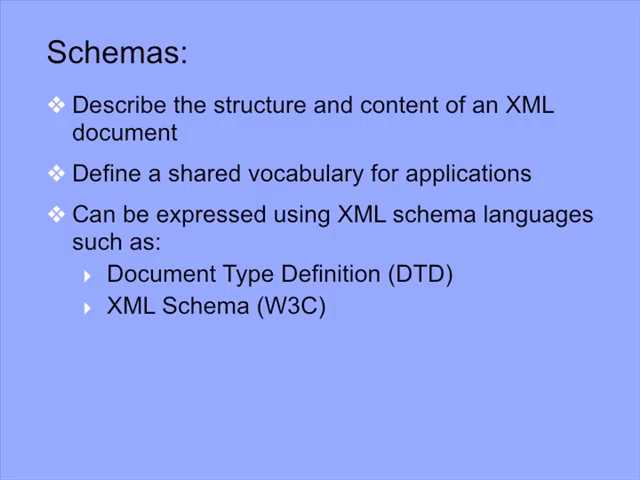 Schemas:
❖ Describe the structure and content of an XML
document
❖ Define a shared vocabulary for applications
❖ Can be expressed using XML schema languages
such as:
Document Type Definition (DTD)
XML Schema (W3C)